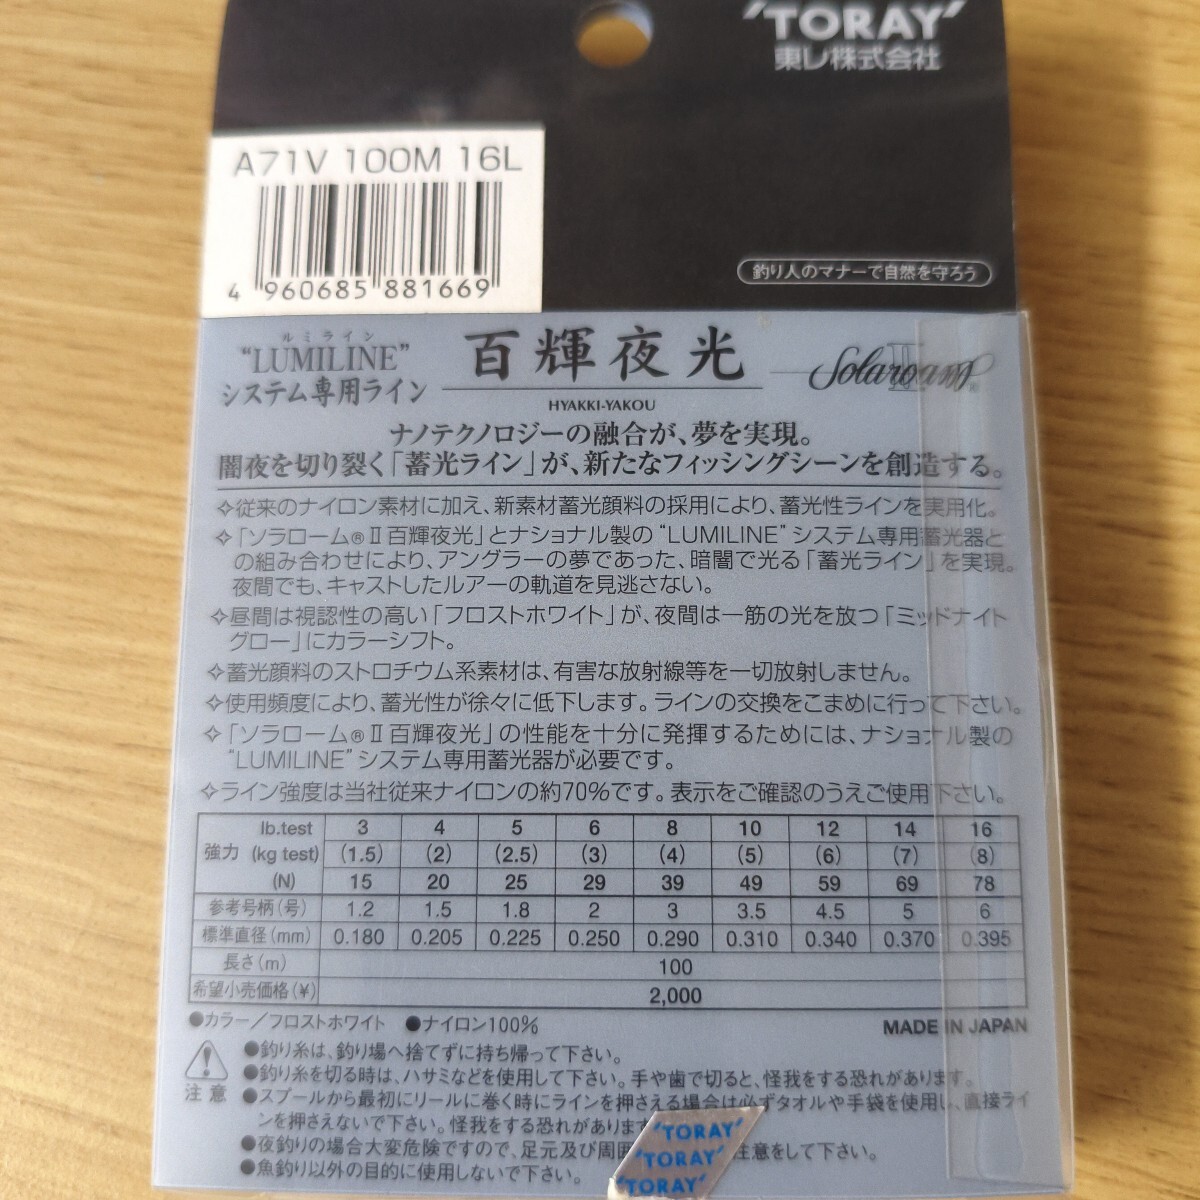 'TORAY'
東レ株式会社
A71V 100M 16L
4 960685 881669
釣り人のマナーで自然を守ろう
ルミライン
"LUMILINE"
システム専用ライン
百輝夜光
HYAKKI-YAKOU
Solaroam II ®
ナノテクノロジーの融合が、夢を実現。
闇夜を切り裂く「蓄光ライン」が、新たなフィッシングシーンを創造する。
✧従来のナイロン素材に加え、新素材蓄光顔料の採用により、蓄光性ラインを実用化。
✧「ソラローム®Ⅱ百輝夜光」とナショナル製の"LUMILINE"システム専用蓄光器と
の組み合わせにより、アングラーの夢であった、暗闇で光る「蓄光ライン」を実現。
夜間でも、キャストしたルアーの軌道を見逃さない。
✧昼間は視認性の高い「フロストホワイト」が、夜間は一筋の光を放つ「ミッドナイト
グロー」にカラーシフト。
✧蓄光顔料のストロチウム系素材は、有害な放射線等を一切放射しません。
✧使用頻度により、蓄光性が徐々に低下します。ラインの交換をこまめに行って下さい。
✧「ソラローム®Ⅱ百輝夜光」の性能を十分に発揮するためには、ナショナル製の
"LUMILINE"システム専用蓄光器が必要です。
✧ライン強度は当社従来ナイロンの約70%です。表示をご確認のうえご使用下さい。
強力 lb.test 3 4 5 6 8 10 12 14 16
(kg test) (1.5) (2) (2.5) (3) (4) (5) (6) (7) (8)
(N) 15 20 25 29 39 49 59 69 78
参考号柄(号) 1.2 1.5 1.8 2 3 3.5 4.5 5 6
標準直径(mm) 0.180 0.205 0.225 0.250 0.290 0.310 0.340 0.370 0.395
長さ(m) 100
希望小売価格(¥) 2,000
●カラー/フロストホワイト ●ナイロン100% MADE IN JAPAN
注意
●釣り糸は、釣り場へ捨てずに持ち帰って下さい。
●釣り糸を切る時は、ハサミなどを使用して下さい。手や歯で切ると、怪我をする恐れがあります。
●スプールから最初にリールに巻く時にラインを押さえる場合は必ずタオルや手袋を使用し、直接ライ
ンを押さえないで下さい。怪我をする恐れがあります
●夜釣りの場合大変危険ですので、足元及び周囲 注意をして下さい。
●魚釣り以外の目的に使用しないで下さい。
'TORAY'
'TORAY'
'TORAY'